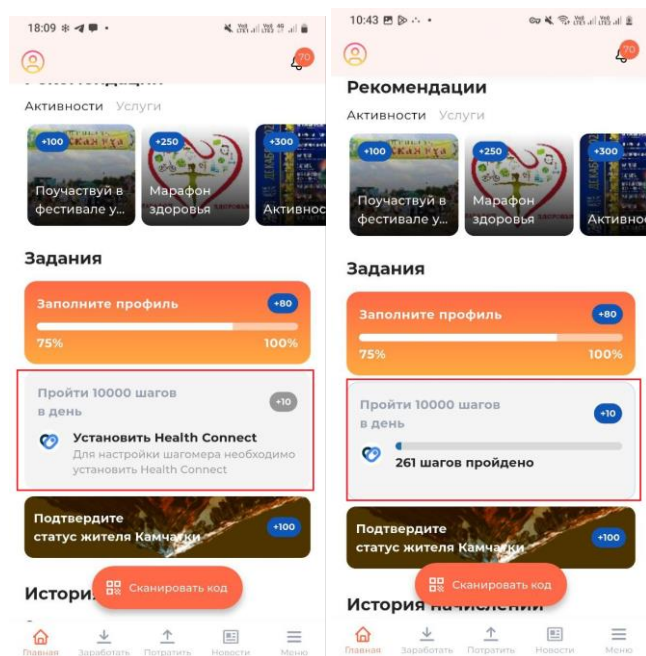 18:09
70
Рекомендации
Активности Услуги
+100
+250
+300
Поучаствуй в
фестивале у...
Марафон
здоровья
Активнос
Задания
Заполните профиль
+80
75%
100%
Пройти 10000 шагов
в день
+10
Установить Health Connect
Для настройки шагомера необходимо
установить Health Connect
Подтвердите
статус жителя Камчатки
+100
Истори
Сканировать код
Главная
Заработать
Потратить
Новости
Меню
10:43
70
Рекомендации
Активности Услуги
+100
+250
+300
Поучаствуй в
фестивале у...
Марафон
здоровья
Активно
Задания
Заполните профиль
+80
75%
100%
Пройти 10000 шагов
в день
+10
261 шагов пройдено
Подтвердите
статус жителя Камчатки
+100
Сканировать код
История начислений
Главная
Заработать
Потратить
Новости
Меню